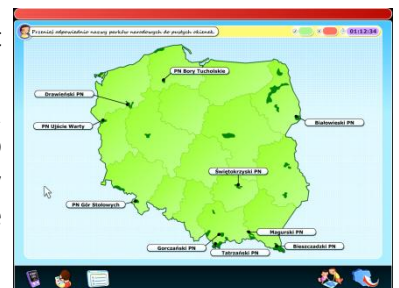 Przenieś odpowiednio nazwy parków narodowych do pustych okienek.
01:12:34
PN Bory Tucholskie
Drawieński PN
PN Ujście Warty
Białowieski PN
Świętokrzyski PN
PN Gór Stołowych
Magurski PN
Gorczański PN
Bieszczadzki PN
Tatrzański PN